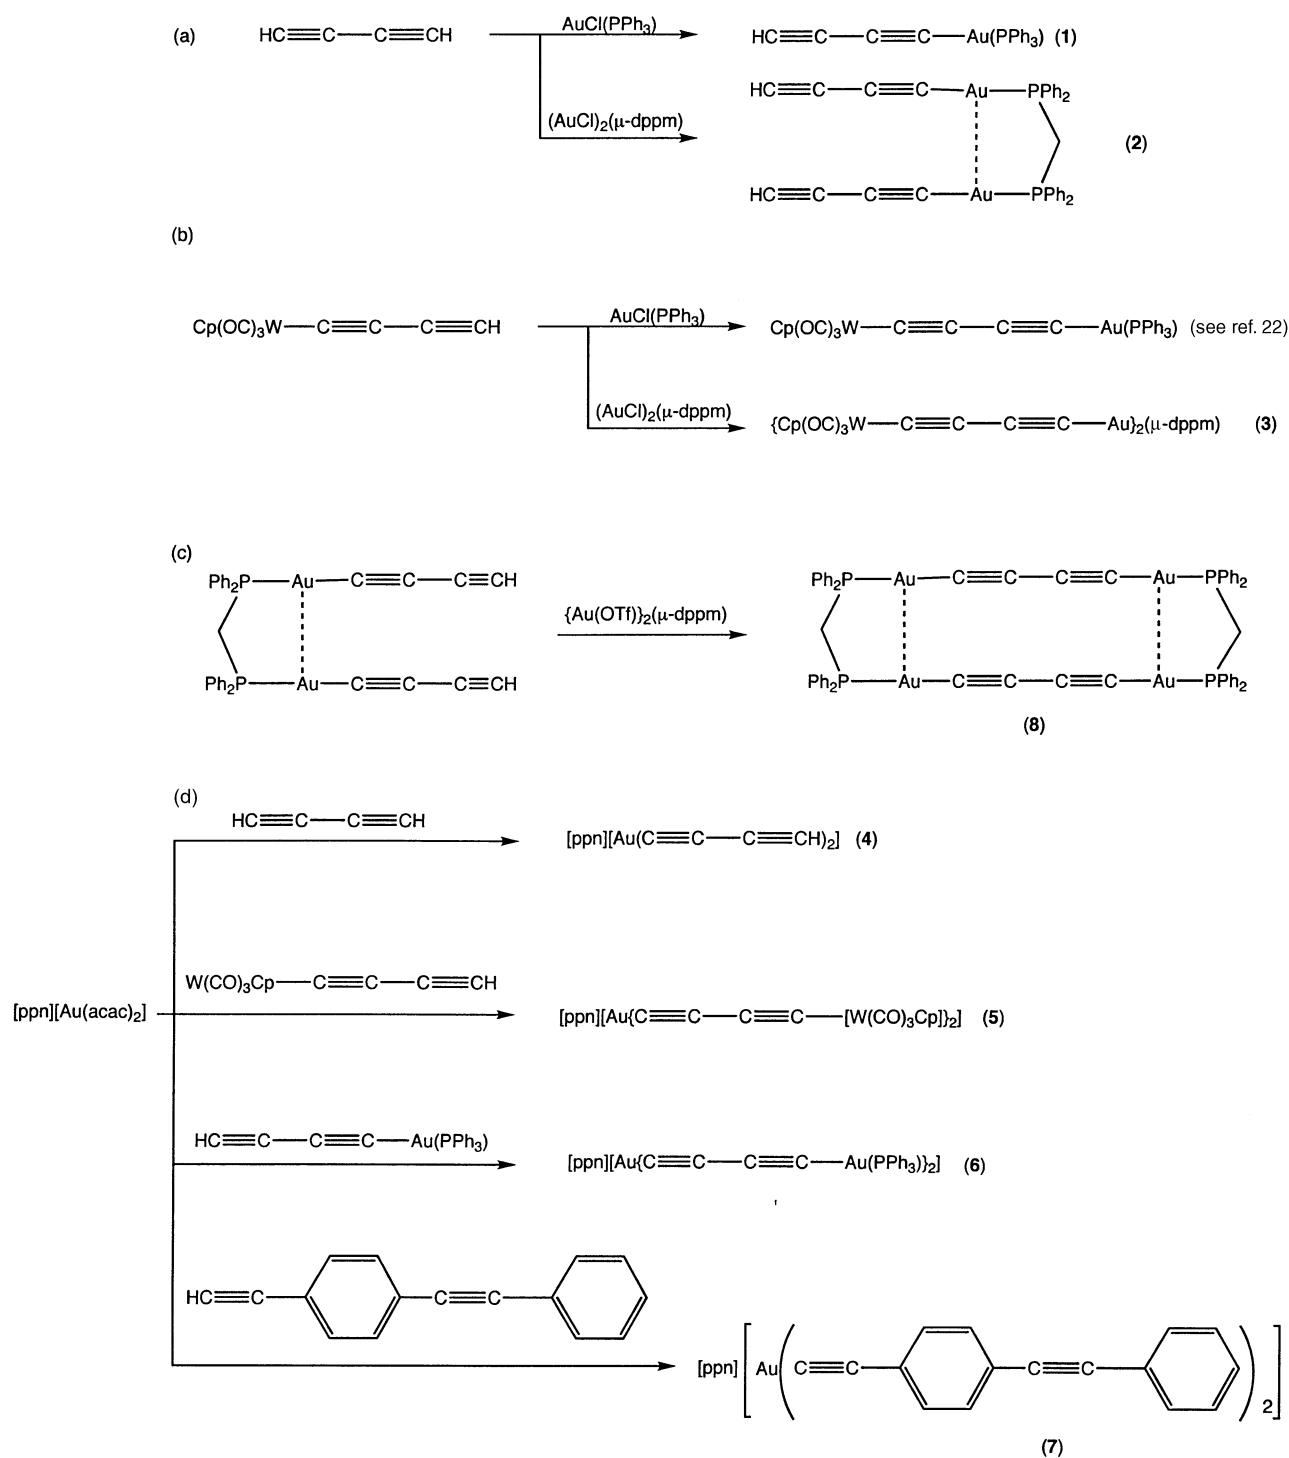 (a) HC≡C—C≡CH AuCl(PPh3) HC≡C—C≡C—Au(PPh3) (1)
HC≡C—C≡C—Au—PPh2
(AuCl)2(μ-dppm) (2)
HC≡C—C≡C—Au—PPh2
(b)
Cp(OC)3W—C≡C—C≡CH AuCl(PPh3) Cp(OC)3W—C≡C—C≡C—Au(PPh3) (see ref. 22)
(AuCl)2(μ-dppm) {Cp(OC)3W—C≡C—C≡C—Au}2(μ-dppm) (3)
(c)
Ph2P—Au—C≡C—C≡CH Ph2P—Au—C≡C—C≡C—Au—PPh2
{Au(OTf)}2(μ-dppm)
Ph2P—Au—C≡C—C≡CH Ph2P—Au—C≡C—C≡C—Au—PPh2
(8)
(d)
HC≡C—C≡CH
[ppn][Au(C≡C—C≡CH)2] (4)
W(CO)3Cp—C≡C—C≡CH
[ppn][Au(acac)2] [ppn][Au{C≡C—C≡C—[W(CO)3Cp]}2] (5)
HC≡C—C≡C—Au(PPh3)
[ppn][Au{C≡C—C≡C—Au(PPh3)}2] (6)
HC≡C— —C≡C—
[ppn] [Au(C≡C— —C≡C— )2]
(7)